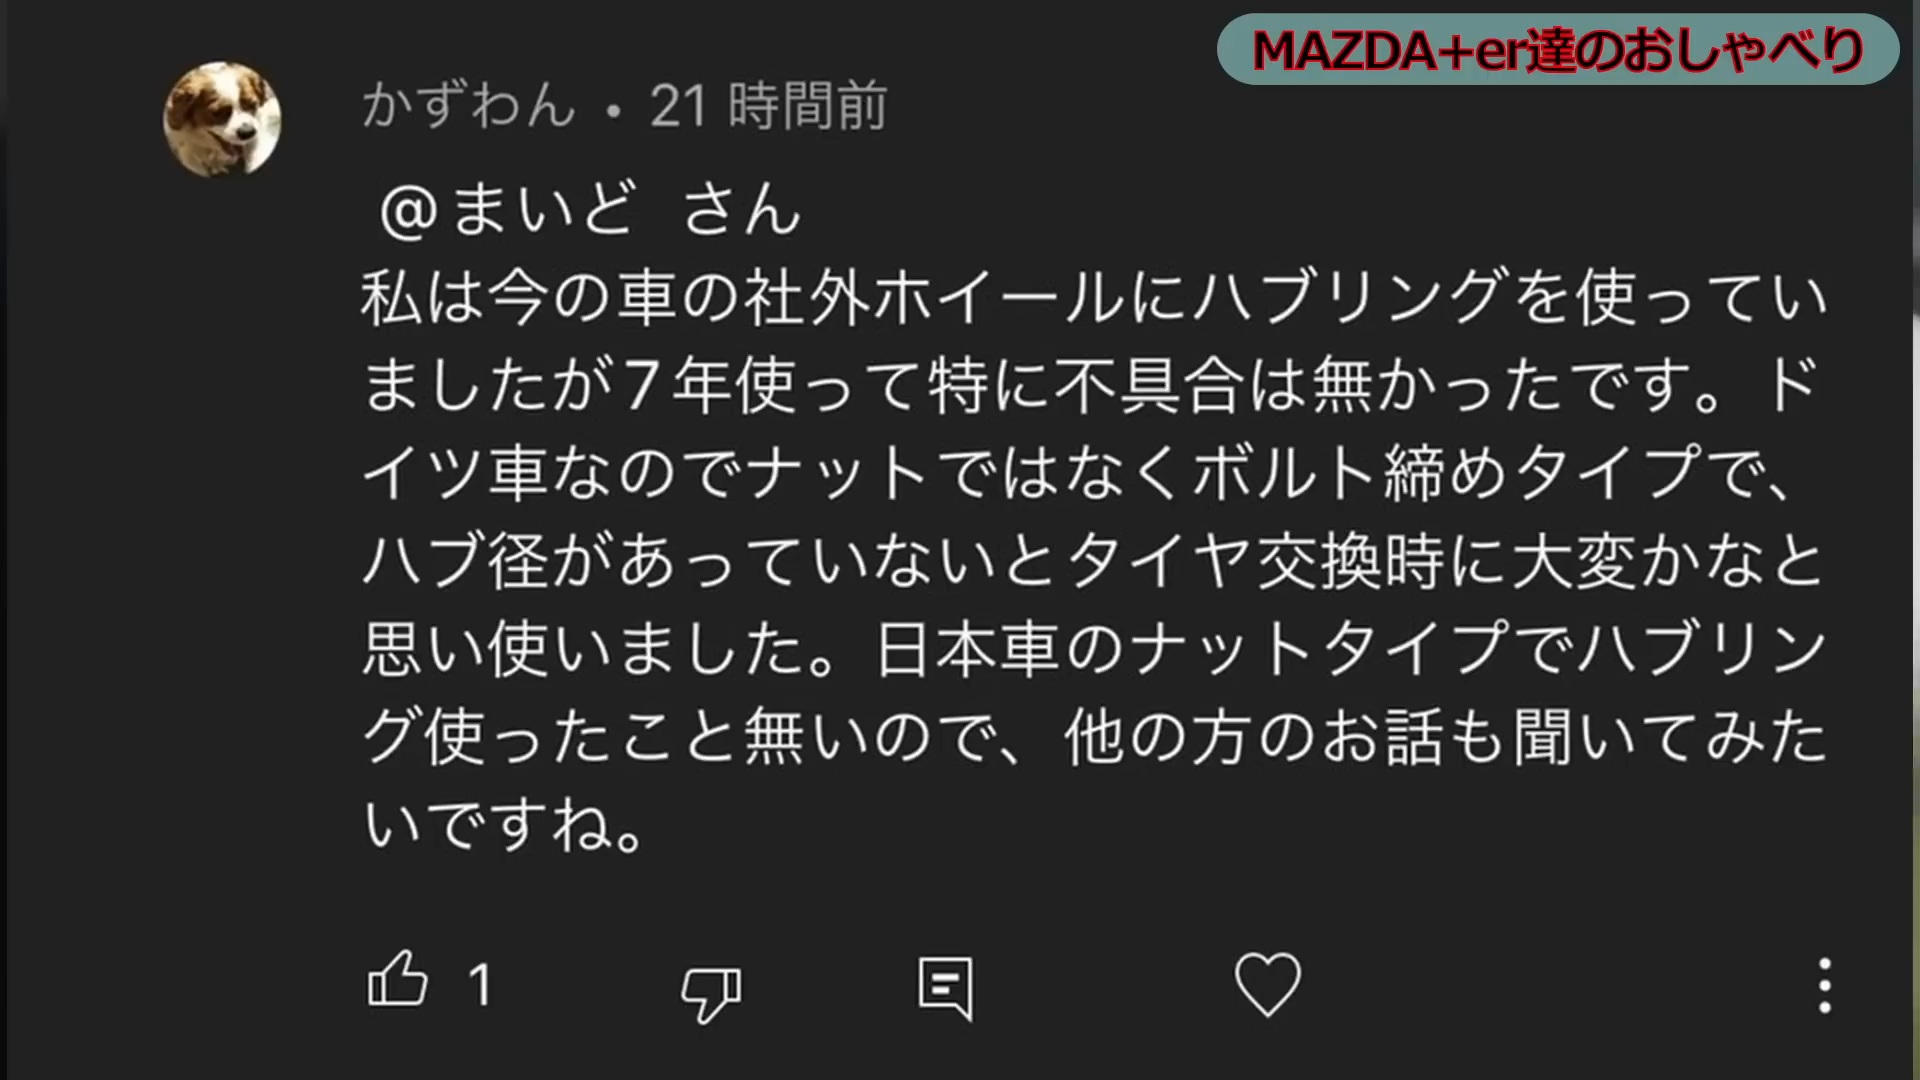 MAZDA+er達のおしゃべり
かずわん • 21 時間前
@まいど さん
私は今の車の社外ホイールにハブリングを使ってい
ましたが7年使って特に不具合は無かったです。ド
イツ車なのでナットではなくボルト締めタイプで、
ハブ径があっていないとタイヤ交換時に大変かなと
思い使いました。日本車のナットタイプでハブリン
グ使ったこと無いので、他の方のお話も聞いてみた
いですね。
1